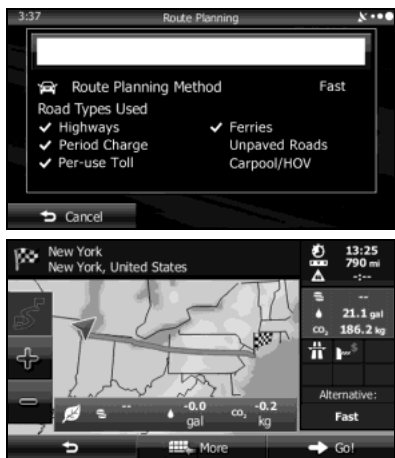 3:37 Route Planning
Route Planning Method Fast
Road Types Used
Highways Ferries
Period Charge Unpaved Roads
Per-use Toll Carpool/HOV
Cancel
New York
New York, United States
13:25
790 mi
-:--
--
21.1 gal
CO₂ 186.2 kg
$
Alternative:
Fast
--
-0.0 gal
CO₂ -0.2 kg
More
Go!